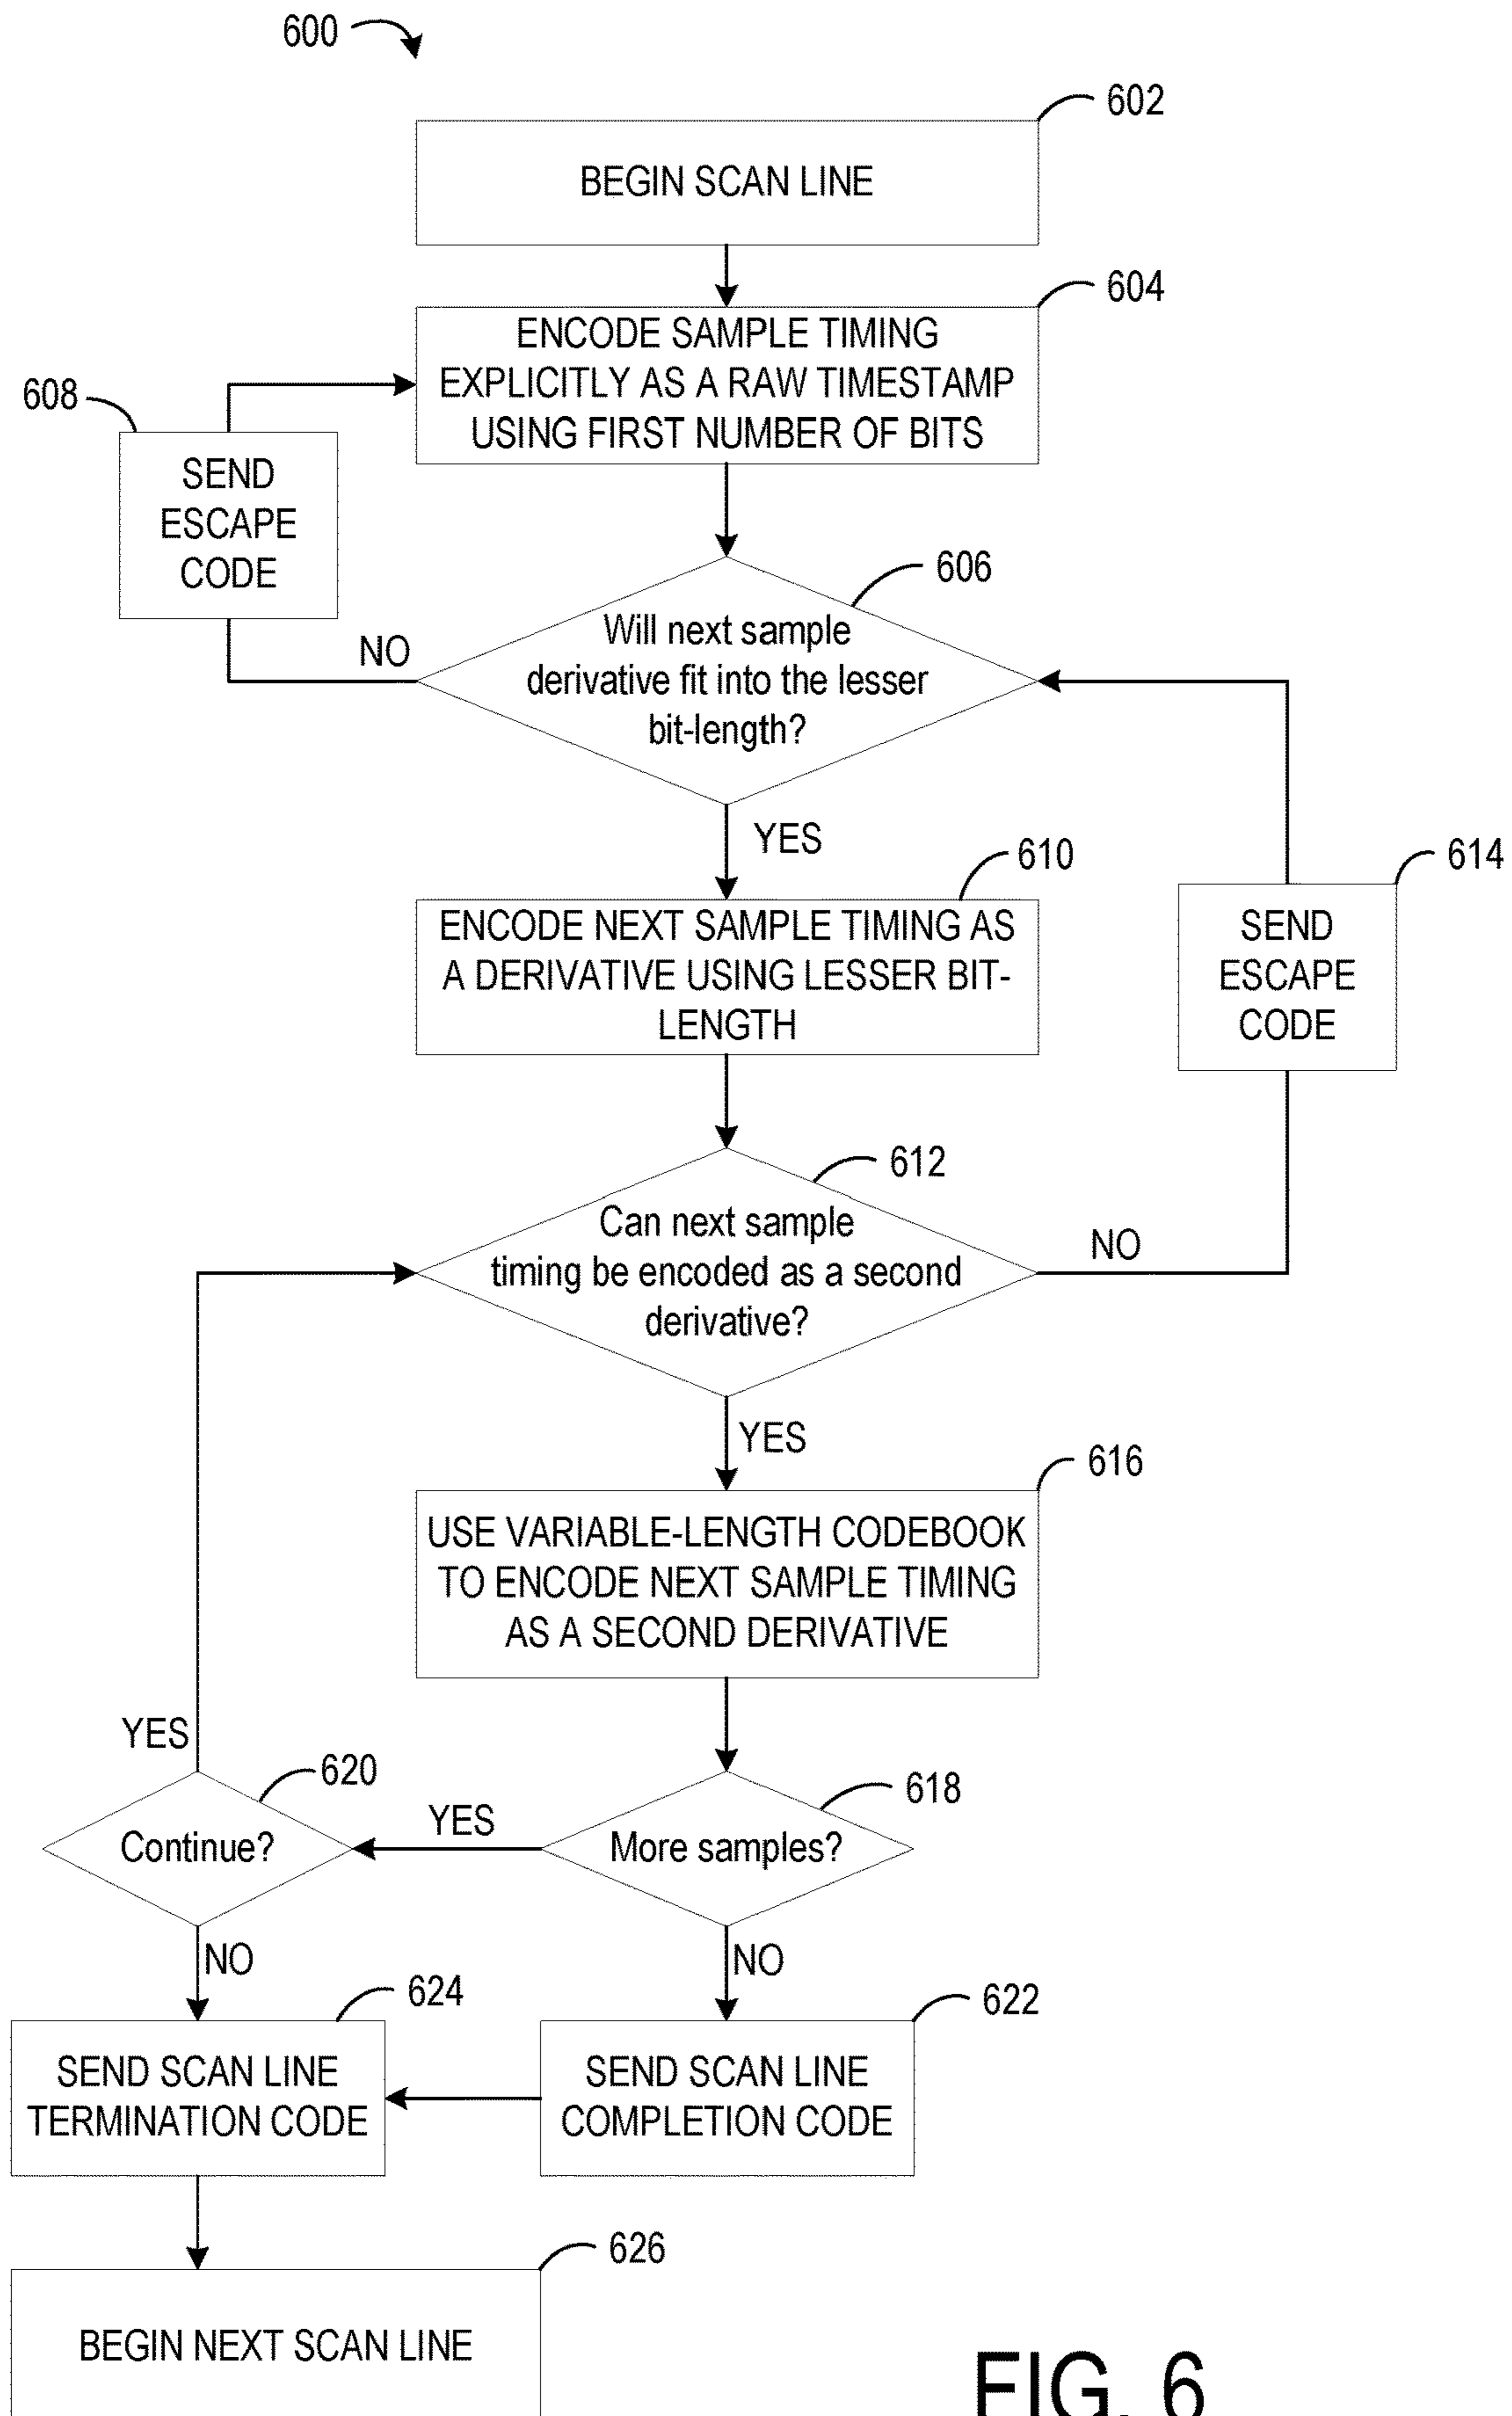 600
602
BEGIN SCAN LINE
604
ENCODE SAMPLE TIMING
EXPLICITLY AS A RAW TIMESTAMP
USING FIRST NUMBER OF BITS
608
SEND
ESCAPE
CODE
606
Will next sample
derivative fit into the lesser
bit-length?
NO
YES
610
ENCODE NEXT SAMPLE TIMING AS
A DERIVATIVE USING LESSER BIT-
LENGTH
614
SEND
ESCAPE
CODE
612
Can next sample
timing be encoded as a second
derivative?
NO
YES
616
USE VARIABLE-LENGTH CODEBOOK
TO ENCODE NEXT SAMPLE TIMING
AS A SECOND DERIVATIVE
YES
620
Continue?
YES
618
More samples?
NO
NO
624
SEND SCAN LINE
TERMINATION CODE
622
SEND SCAN LINE
COMPLETION CODE
626
BEGIN NEXT SCAN LINE
FIG. 6